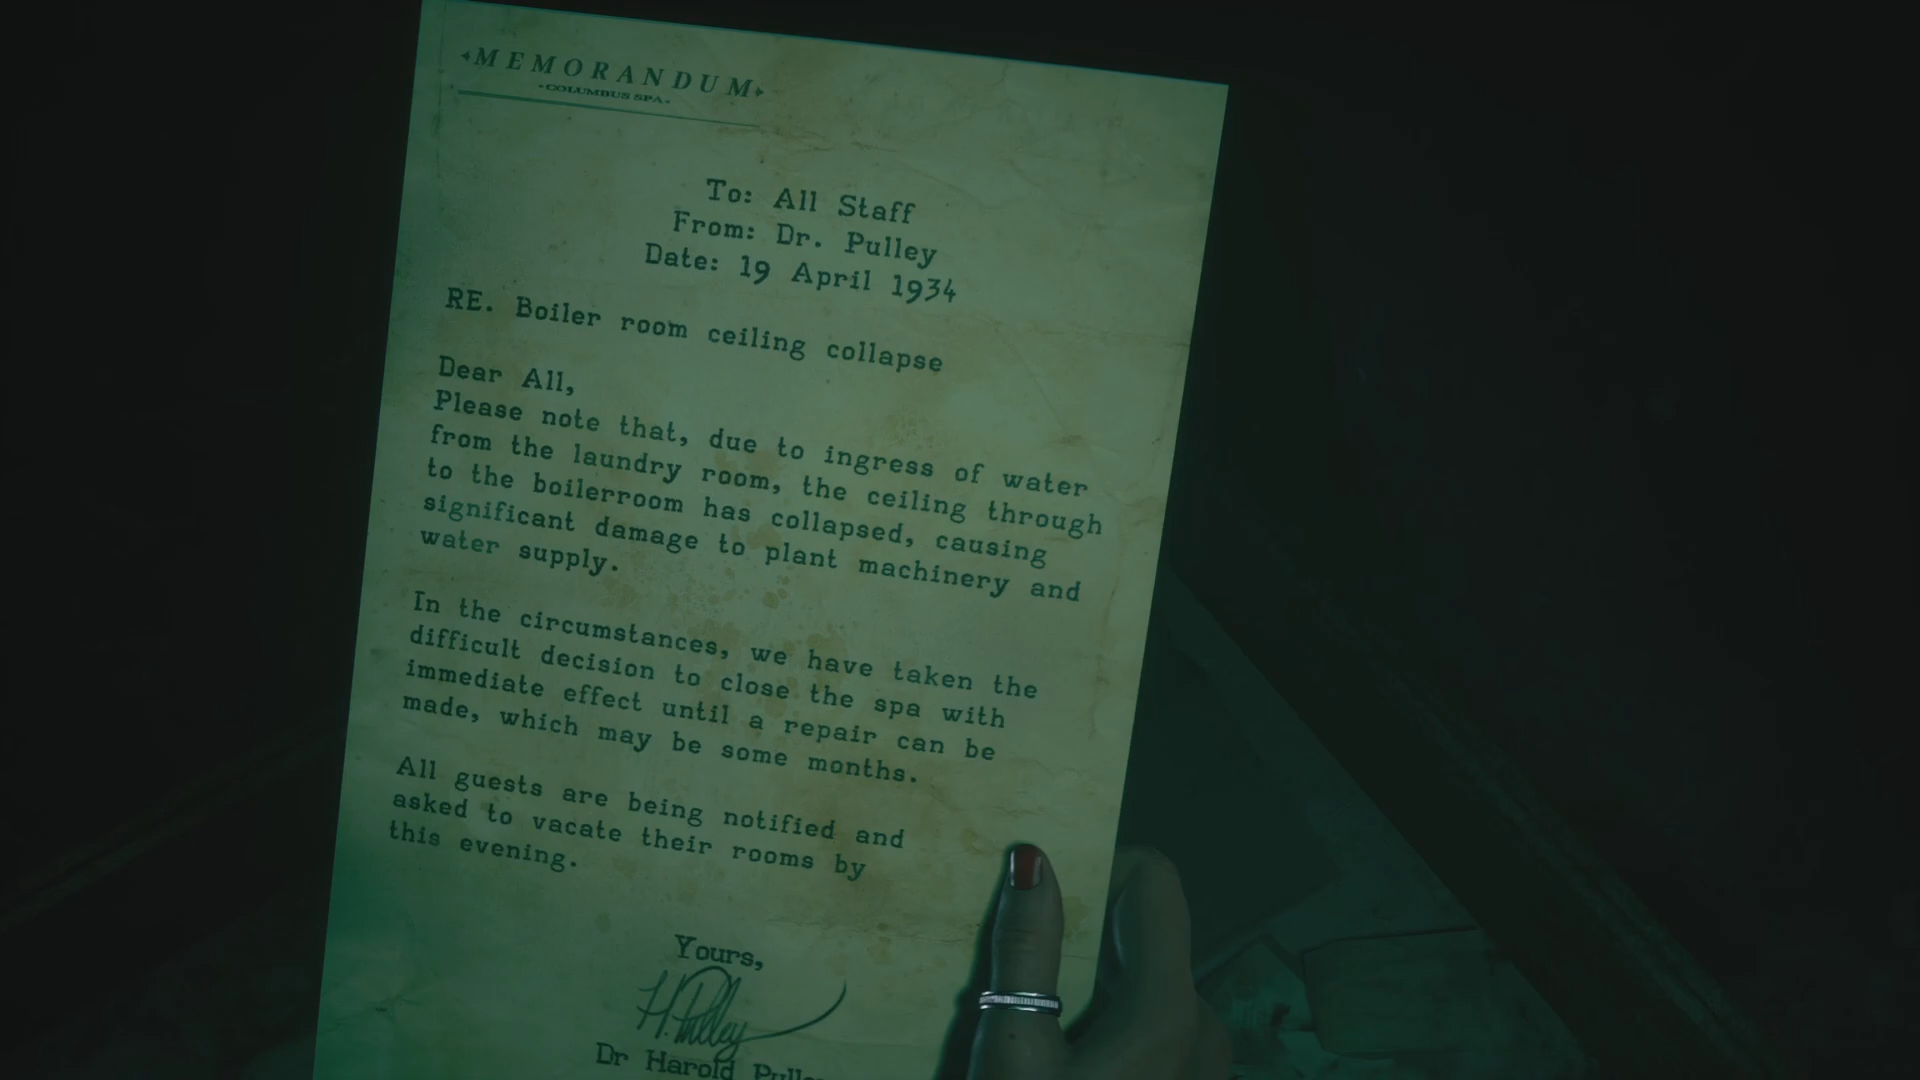 MEMORANDUM
-COLUMBUS SPA-
To: All Staff
From: Dr. Pulley
Date: 19 April 1934
RE. Boiler room ceiling collapse
Dear All,
Please note that, due to ingress of water
from the laundry room, the ceiling through
to the boilerroom has collapsed, causing
significant damage to plant machinery and
water supply.
In the circumstances, we have taken the
difficult decision to close the spa with
immediate effect until a repair can be
made, which may be some months.
All guests are being notified and
asked to vacate their rooms by
this evening.
Yours,
H. Pulley
Dr Harold